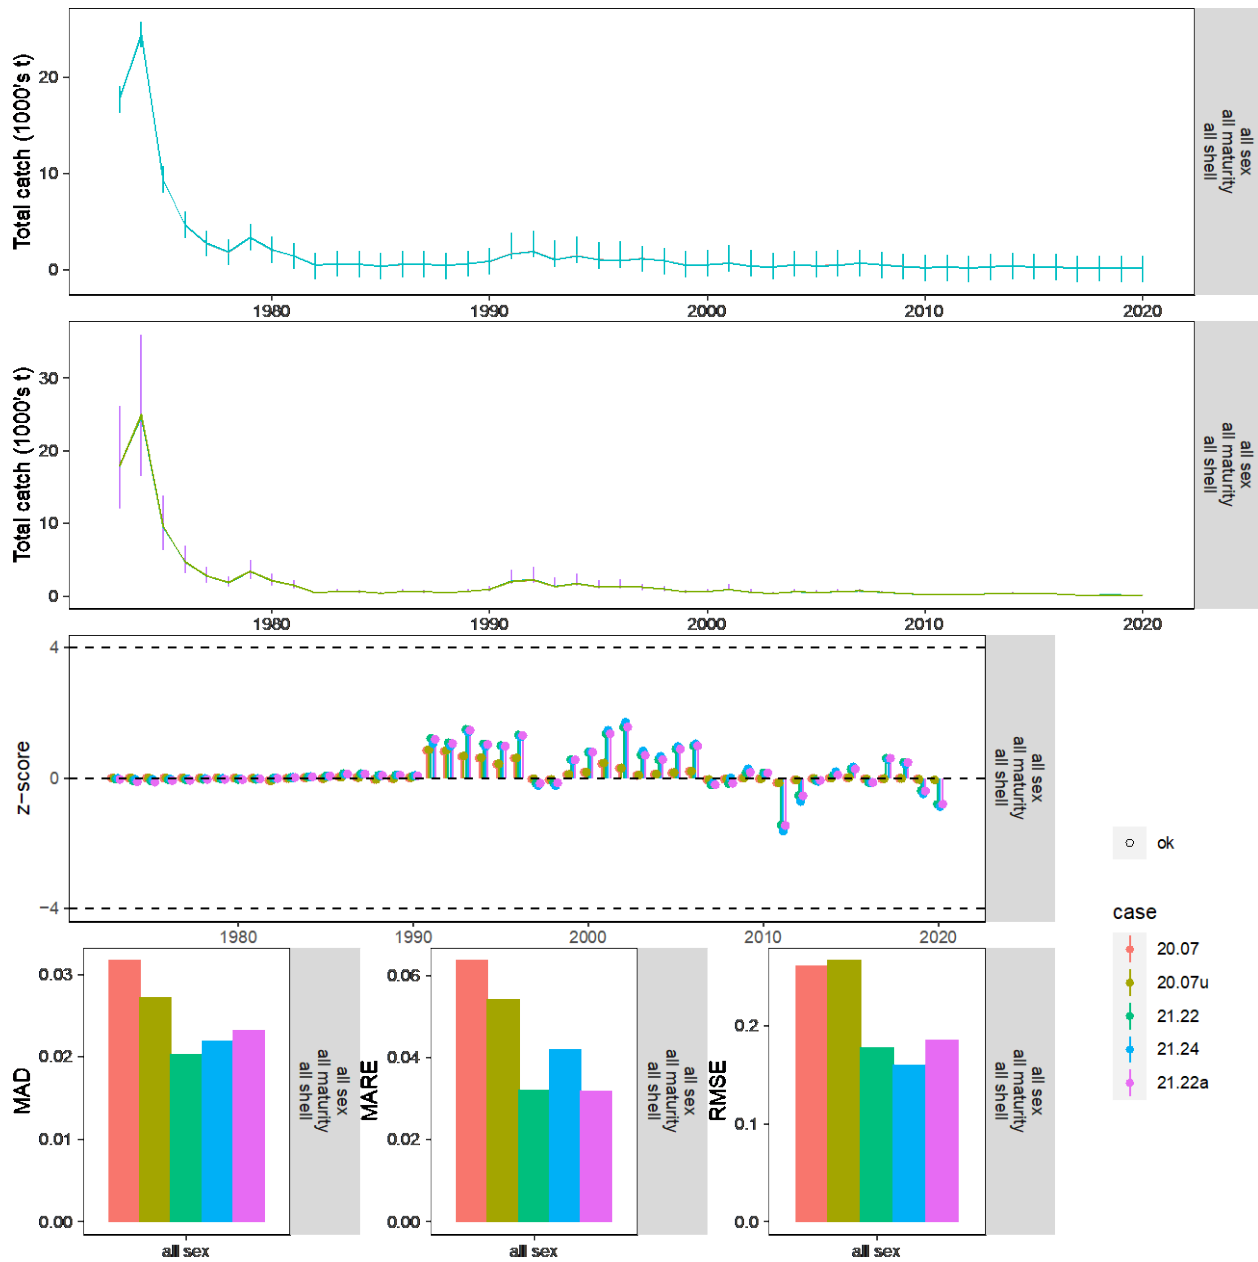 Total catch (1000's t)
20
10
0
all sex
all maturity
all shell
1980
1990
2000
2010
2020
Total catch (1000's t)
30
20
10
0
all sex
all maturity
all shell
1980
1990
2000
2010
2020
z-score
4
0
-4
all sex
all maturity
all shell
1980
1990
2000
2010
2020
ok
case
20.07
20.07u
21.22
21.24
21.22a
MAD
0.03
0.02
0.01
0.00
all sex
all maturity
all shell
all sex
MARE
0.06
0.04
0.02
0.00
all sex
all maturity
all shell
all sex
RMSE
0.2
0.1
0.0
all sex
all maturity
all shell
all sex